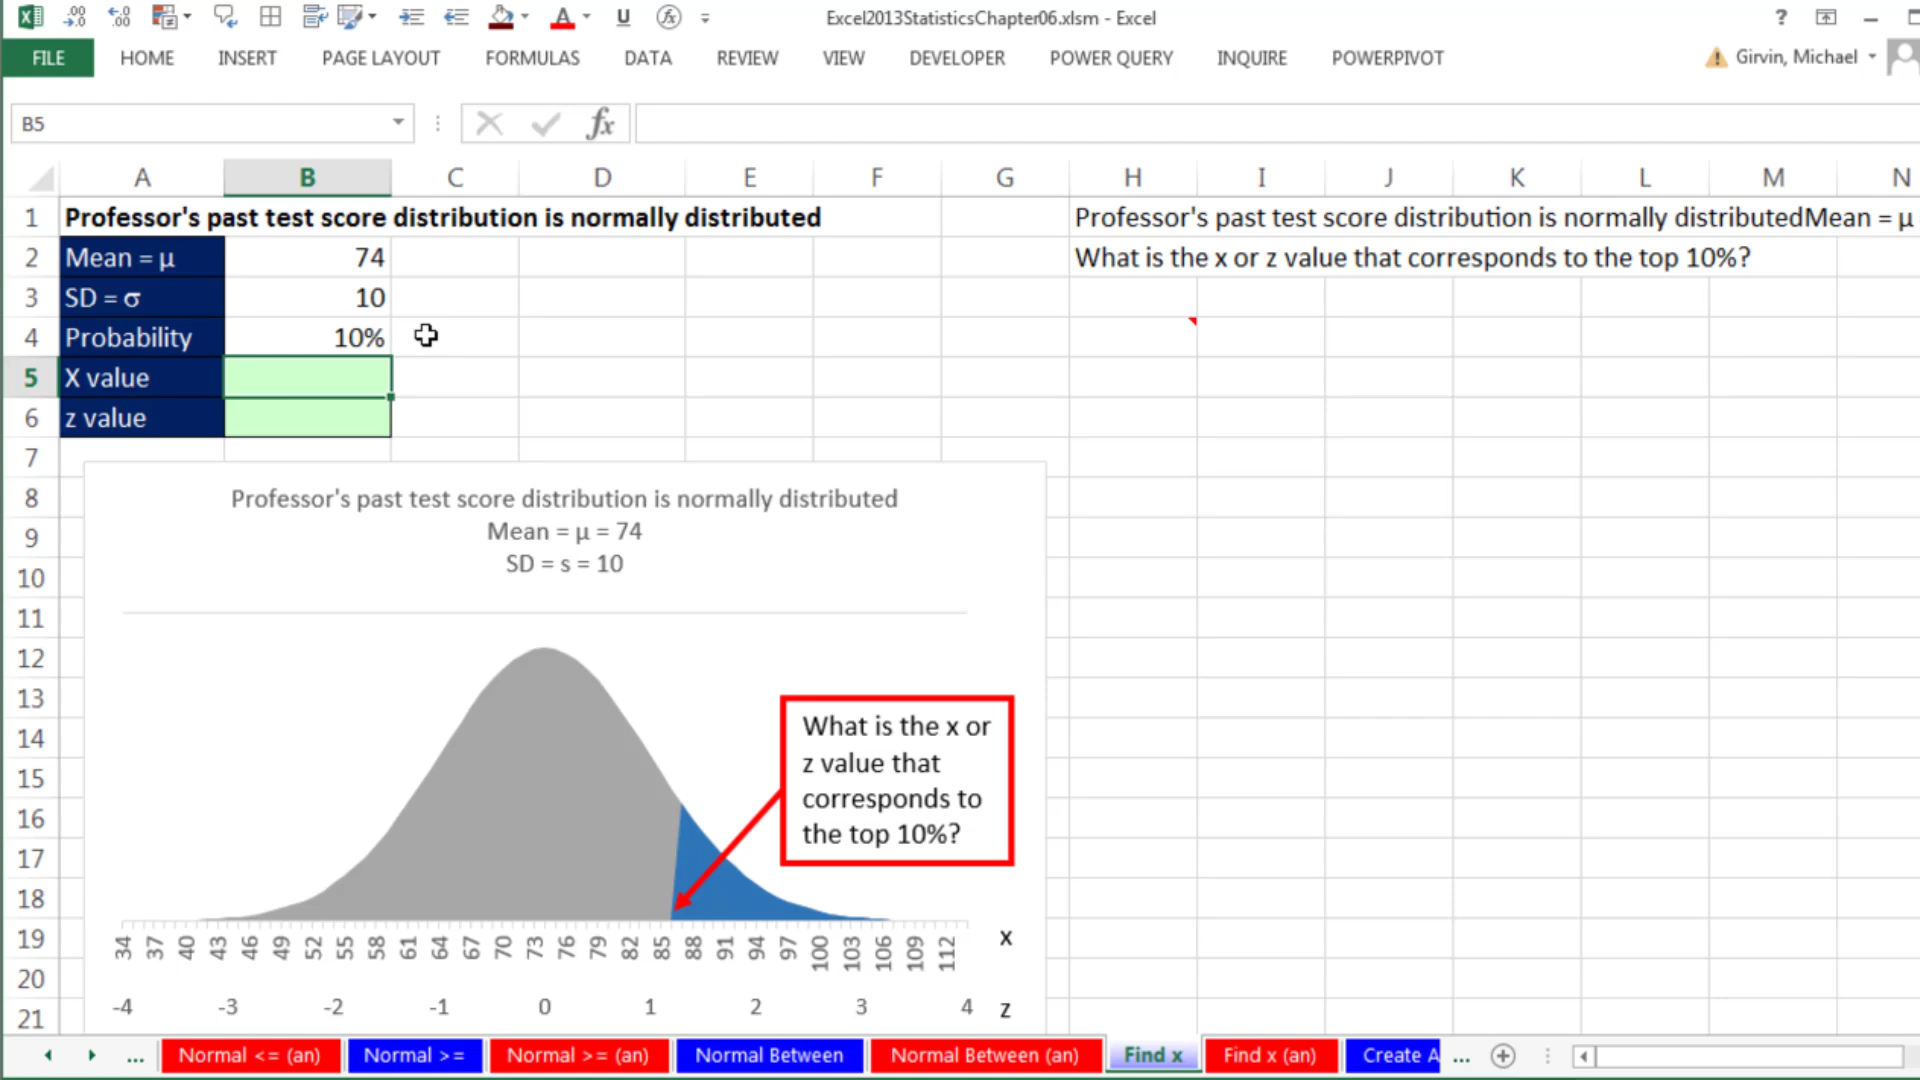 Excel2013StatisticsChapter06.xlsm - Excel
FILE HOME INSERT PAGE LAYOUT FORMULAS DATA REVIEW VIEW DEVELOPER POWER QUERY INQUIRE POWERPIVOT Girvin, Michael
B5 fx
A B C D E F G H I J K L M N
1 Professor's past test score distribution is normally distributed Professor's past test score distribution is normally distributedMean = µ
2 Mean = µ 74 What is the x or z value that corresponds to the top 10%?
3 SD = σ 10
4 Probability 10%
5 X value
6 z value
7
8
9
10
11
12
13
14
15
16
17
18
19
20
21
Professor's past test score distribution is normally distributed
Mean = µ = 74
SD = s = 10
What is the x or
z value that
corresponds to
the top 10%?
34 37 40 43 46 49 52 55 58 61 64 67 70 73 76 79 82 85 88 91 94 97 100 103 106 109 112 x
-4 -3 -2 -1 0 1 2 3 4 z
... Normal <= (an) Normal >= Normal >= (an) Normal Between Normal Between (an) Find x Find x (an) Create A ...